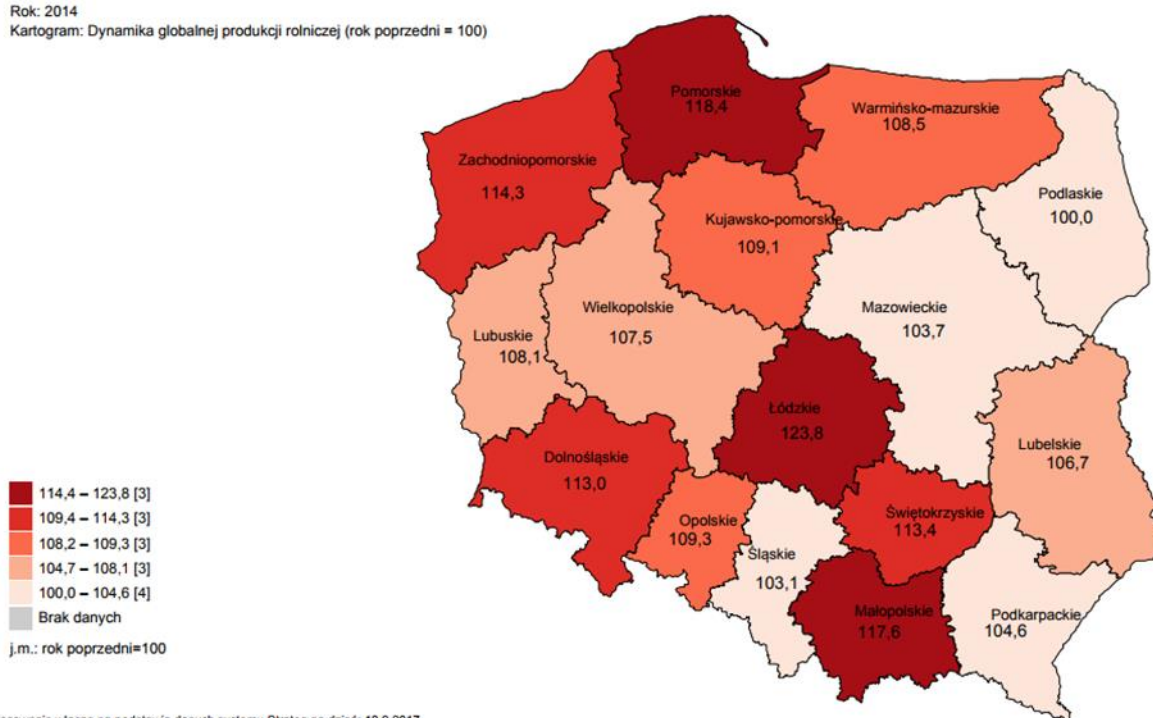 Rok: 2014
Kartogram: Dynamika globalnej produkcji rolniczej (rok poprzedni = 100)
Pomorskie
118,4
Warmińsko-mazurskie
108,5
Zachodniopomorskie
114,3
Podlaskie
100,0
Kujawsko-pomorskie
109,1
Mazowieckie
103,7
Wielkopolskie
107,5
Lubuskie
108,1
Łódzkie
123,8
Lubelskie
106,7
Dolnośląskie
113,0
Świętokrzyskie
113,4
Opolskie
109,3
Śląskie
103,1
Małopolskie
117,6
Podkarpackie
104,6
114,4 – 123,8 [3]
109,4 – 114,3 [3]
108,2 – 109,3 [3]
104,7 – 108,1 [3]
100,0 – 104,6 [4]
Brak danych
j.m.: rok poprzedni=100